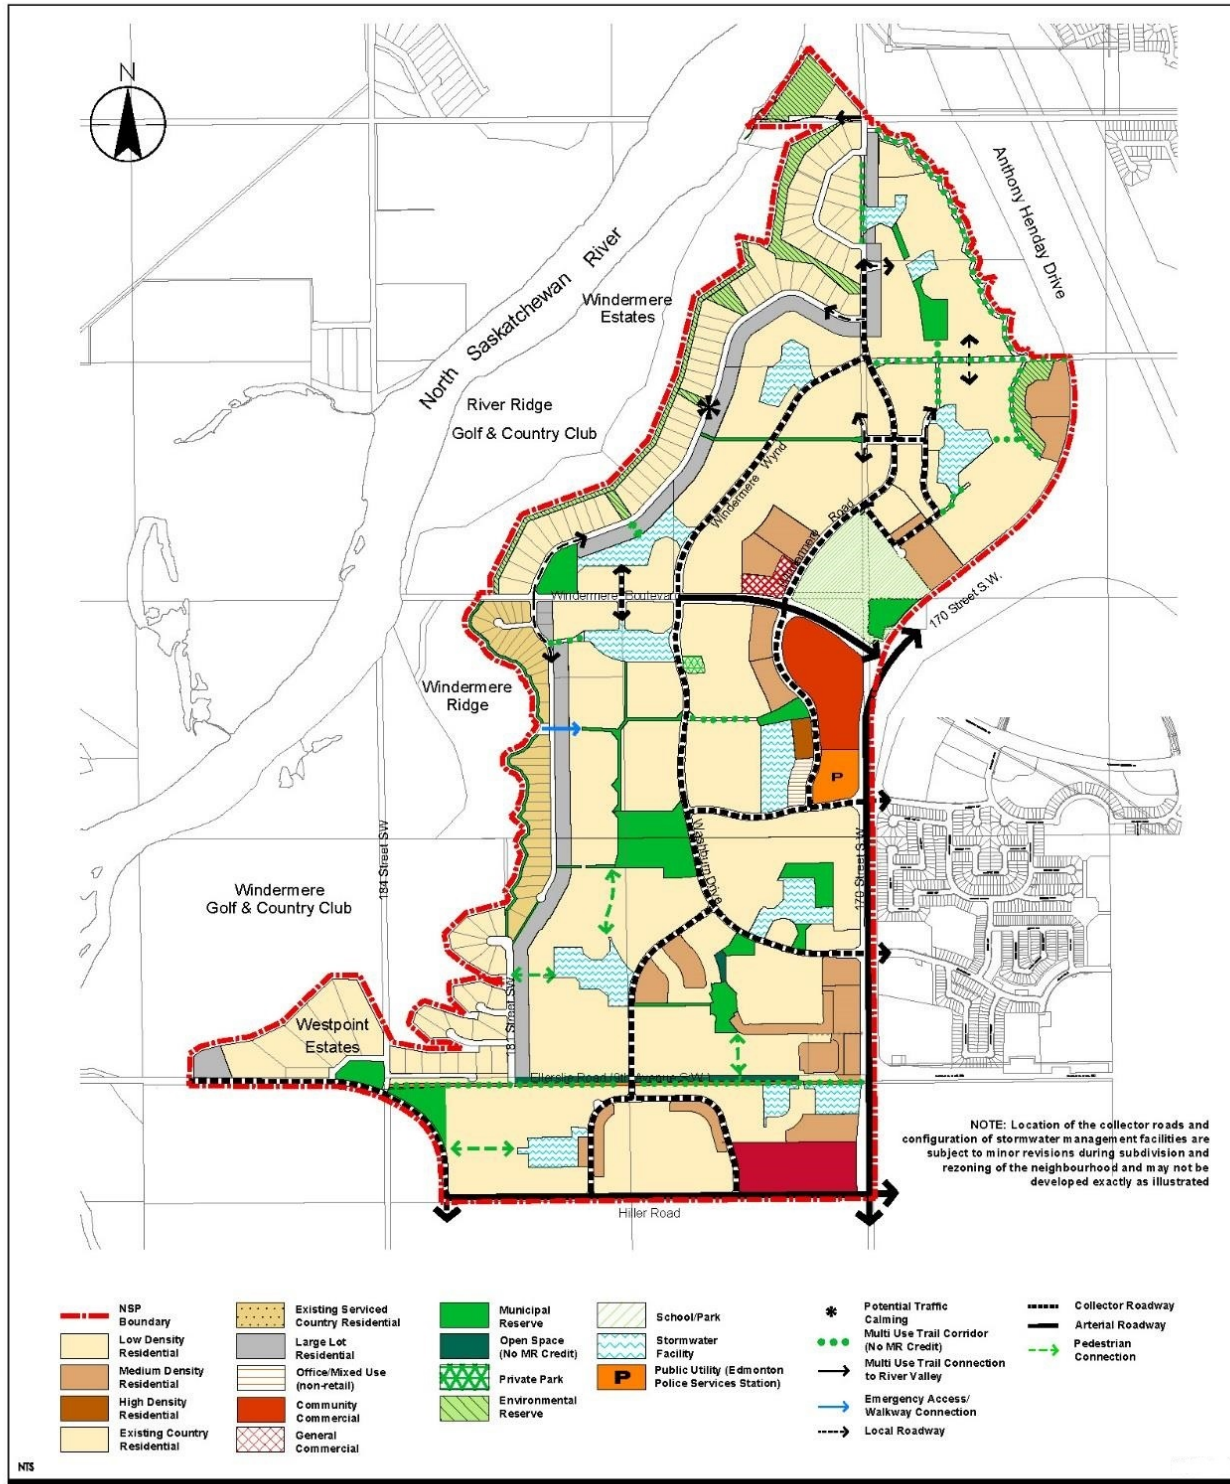 N
Anthony Henday Drive
North Saskatchewan River
Windermere
Estates
River Ridge
Golf & Country Club
Windermere Wynd
Windermere Road
170 Street S.W.
Windermere Boulevard
Windermere
Ridge
P
184 Street SW
Washburn Drive
170 Street S.W.
Windermere
Golf & Country Club
181 Street SW
Westpoint
Estates
Ellerslie Road (9th Avenue S.W.)
Hiller Road
NOTE: Location of the collector roads and
configuration of stormwater management facilities are
subject to minor revisions during subdivision and
rezoning of the neighbourhood and may not be
developed exactly as illustrated
NSP
Boundary
Low Density
Residential
Medium Density
Residential
High Density
Residential
Existing Country
Residential
Existing Serviced
Country Residential
Large Lot
Residential
Office/Mixed Use
(non-retail)
Community
Commercial
General
Commercial
Municipal
Reserve
Open Space
(No MR Credit)
Private Park
Environmental
Reserve
School/Park
Stormwater
Facility
P
Public Utility (Edmonton
Police Services Station)
Potential Traffic
Calming
Multi Use Trail Corridor
(No MR Credit)
Multi Use Trail Connection
to River Valley
Emergency Access/
Walkway Connection
Local Roadway
Collector Roadway
Arterial Roadway
Pedestrian
Connection
NTS